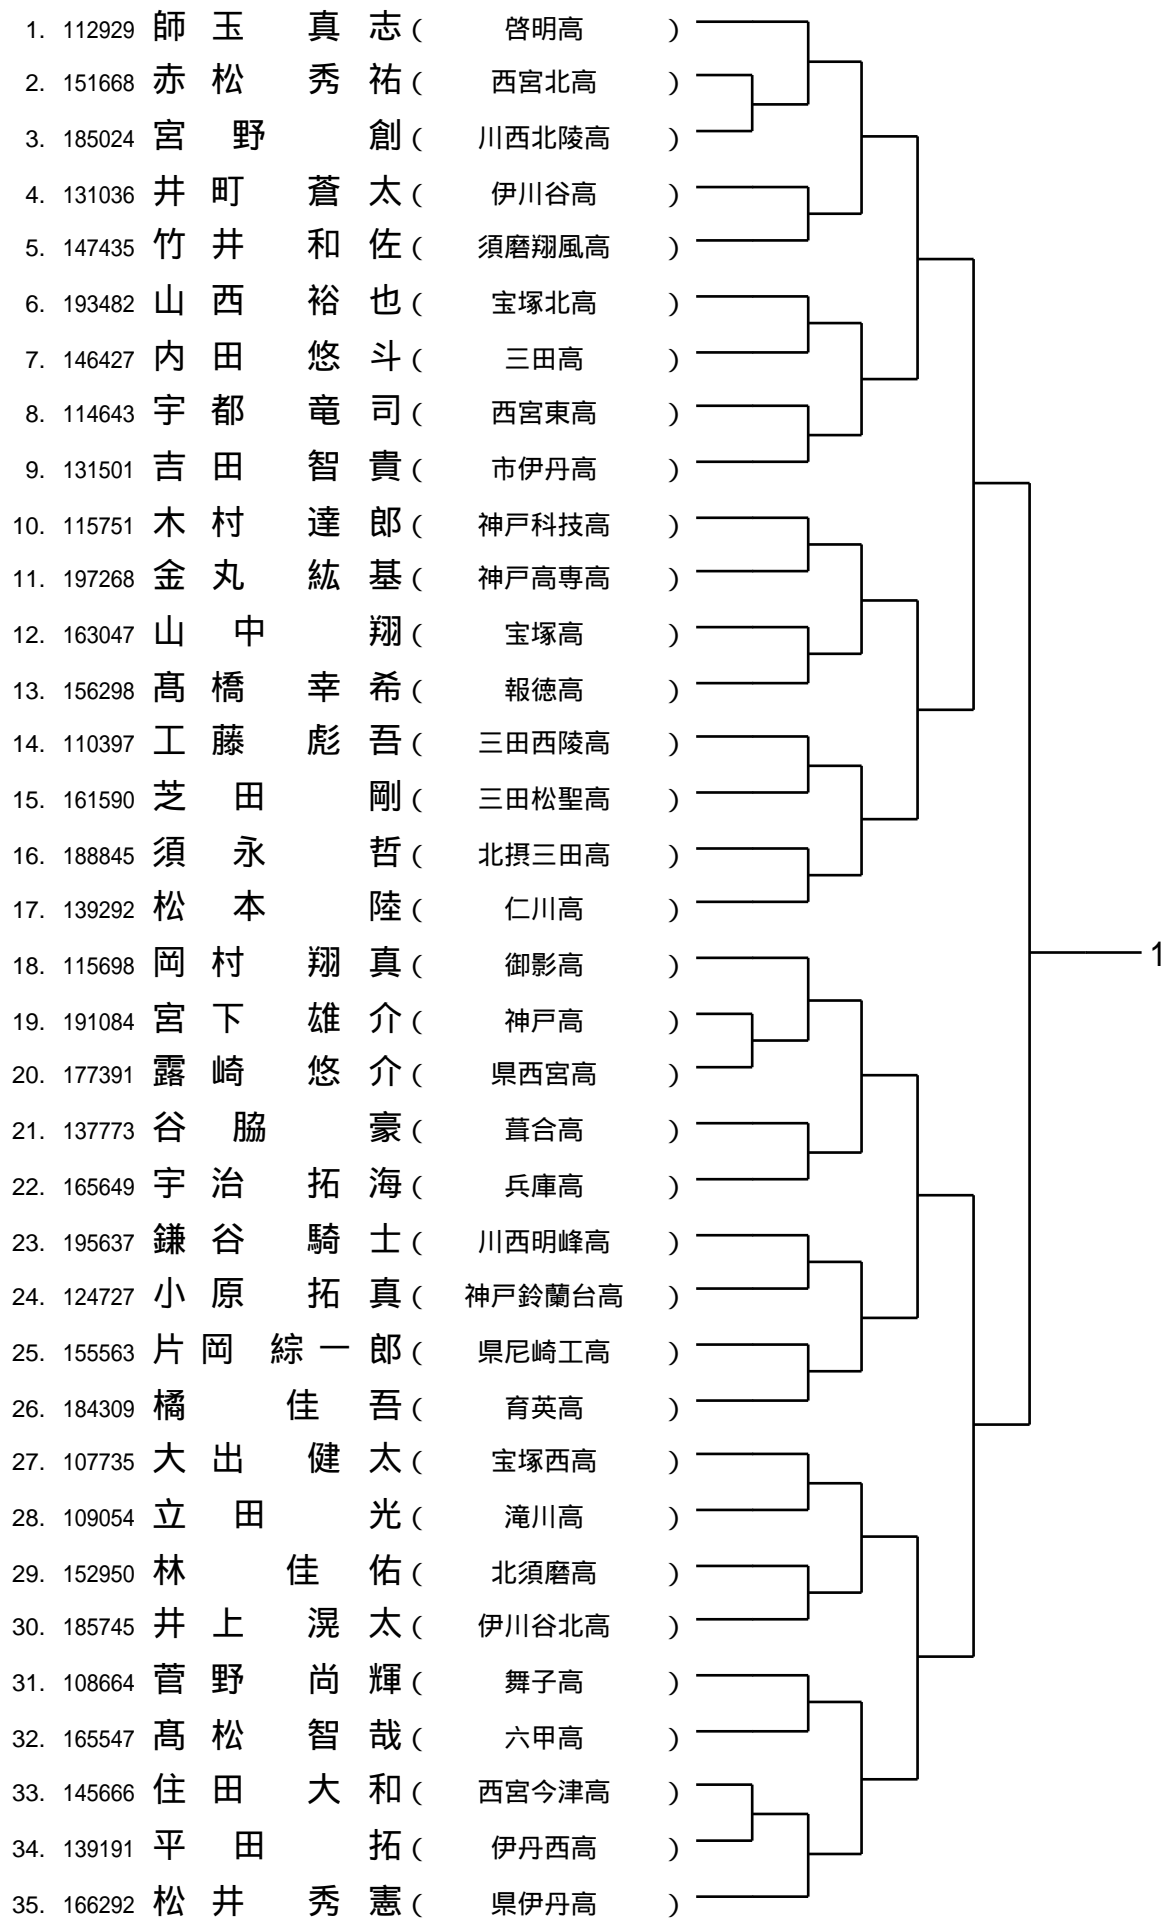 1. 112929 師玉 真志 ( 啓明高 )
2. 151668 赤松 秀祐 ( 西宮北高 )
3. 185024 宮野 創 ( 川西北陵高 )
4. 131036 井町 蒼太 ( 伊川谷高 )
5. 147435 竹井 和佐 ( 須磨翔風高 )
6. 193482 山西 裕也 ( 宝塚北高 )
7. 146427 内田 悠斗 ( 三田高 )
8. 114643 宇都 竜司 ( 西宮東高 )
9. 131501 吉田 智貴 ( 市伊丹高 )
10. 115751 木村 達郎 ( 神戸科技高 )
11. 197268 金丸 紘基 ( 神戸高専高 )
12. 163047 山中 翔 ( 宝塚高 )
13. 156298 髙橋 幸希 ( 報徳高 )
14. 110397 工藤 彪吾 ( 三田西陵高 )
15. 161590 芝田 剛 ( 三田松聖高 )
16. 188845 須永 哲 ( 北摂三田高 )
17. 139292 松本 陸 ( 仁川高 )
18. 115698 岡村 翔真 ( 御影高 )
1
19. 191084 宮下 雄介 ( 神戸高 )
20. 177391 露崎 悠介 ( 県西宮高 )
21. 137773 谷脇 豪 ( 葺合高 )
22. 165649 宇治 拓海 ( 兵庫高 )
23. 195637 鎌谷 騎士 ( 川西明峰高 )
24. 124727 小原 拓真 ( 神戸鈴蘭台高 )
25. 155563 片岡 綜一郎 ( 県尼崎工高 )
26. 184309 橘 佳吾 ( 育英高 )
27. 107735 大出 健太 ( 宝塚西高 )
28. 109054 立田 光 ( 滝川高 )
29. 152950 林 佳佑 ( 北須磨高 )
30. 185745 井上 滉太 ( 伊川谷北高 )
31. 108664 菅野 尚輝 ( 舞子高 )
32. 165547 髙松 智哉 ( 六甲高 )
33. 145666 住田 大和 ( 西宮今津高 )
34. 139191 平田 拓 ( 伊丹西高 )
35. 166292 松井 秀憲 ( 県伊丹高 )